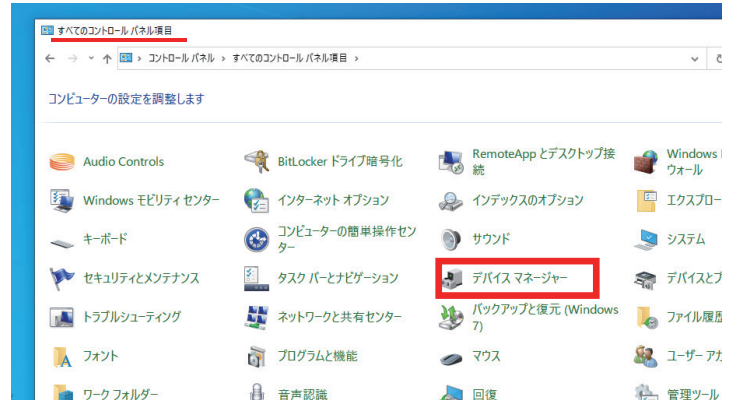 すべてのコントロール パネル項目
コントロール パネル › すべてのコントロール パネル項目 ›
コンピューターの設定を調整します
Audio Controls
BitLocker ドライブ暗号化
RemoteApp とデスクトップ接
続
Windows
ウォール
Windows モビリティ センター
インターネット オプション
インデックスのオプション
エクスプロー
キーボード
コンピューターの簡単操作セン
ター
サウンド
システム
セキュリティとメンテナンス
タスク バーとナビゲーション
デバイス マネージャー
デバイスとプ
トラブルシューティング
ネットワークと共有センター
バックアップと復元 (Windows
7)
ファイル履歴
フォント
プログラムと機能
マウス
ユーザー アカ
ワーク フォルダー
音声認識
回復
管理ツール